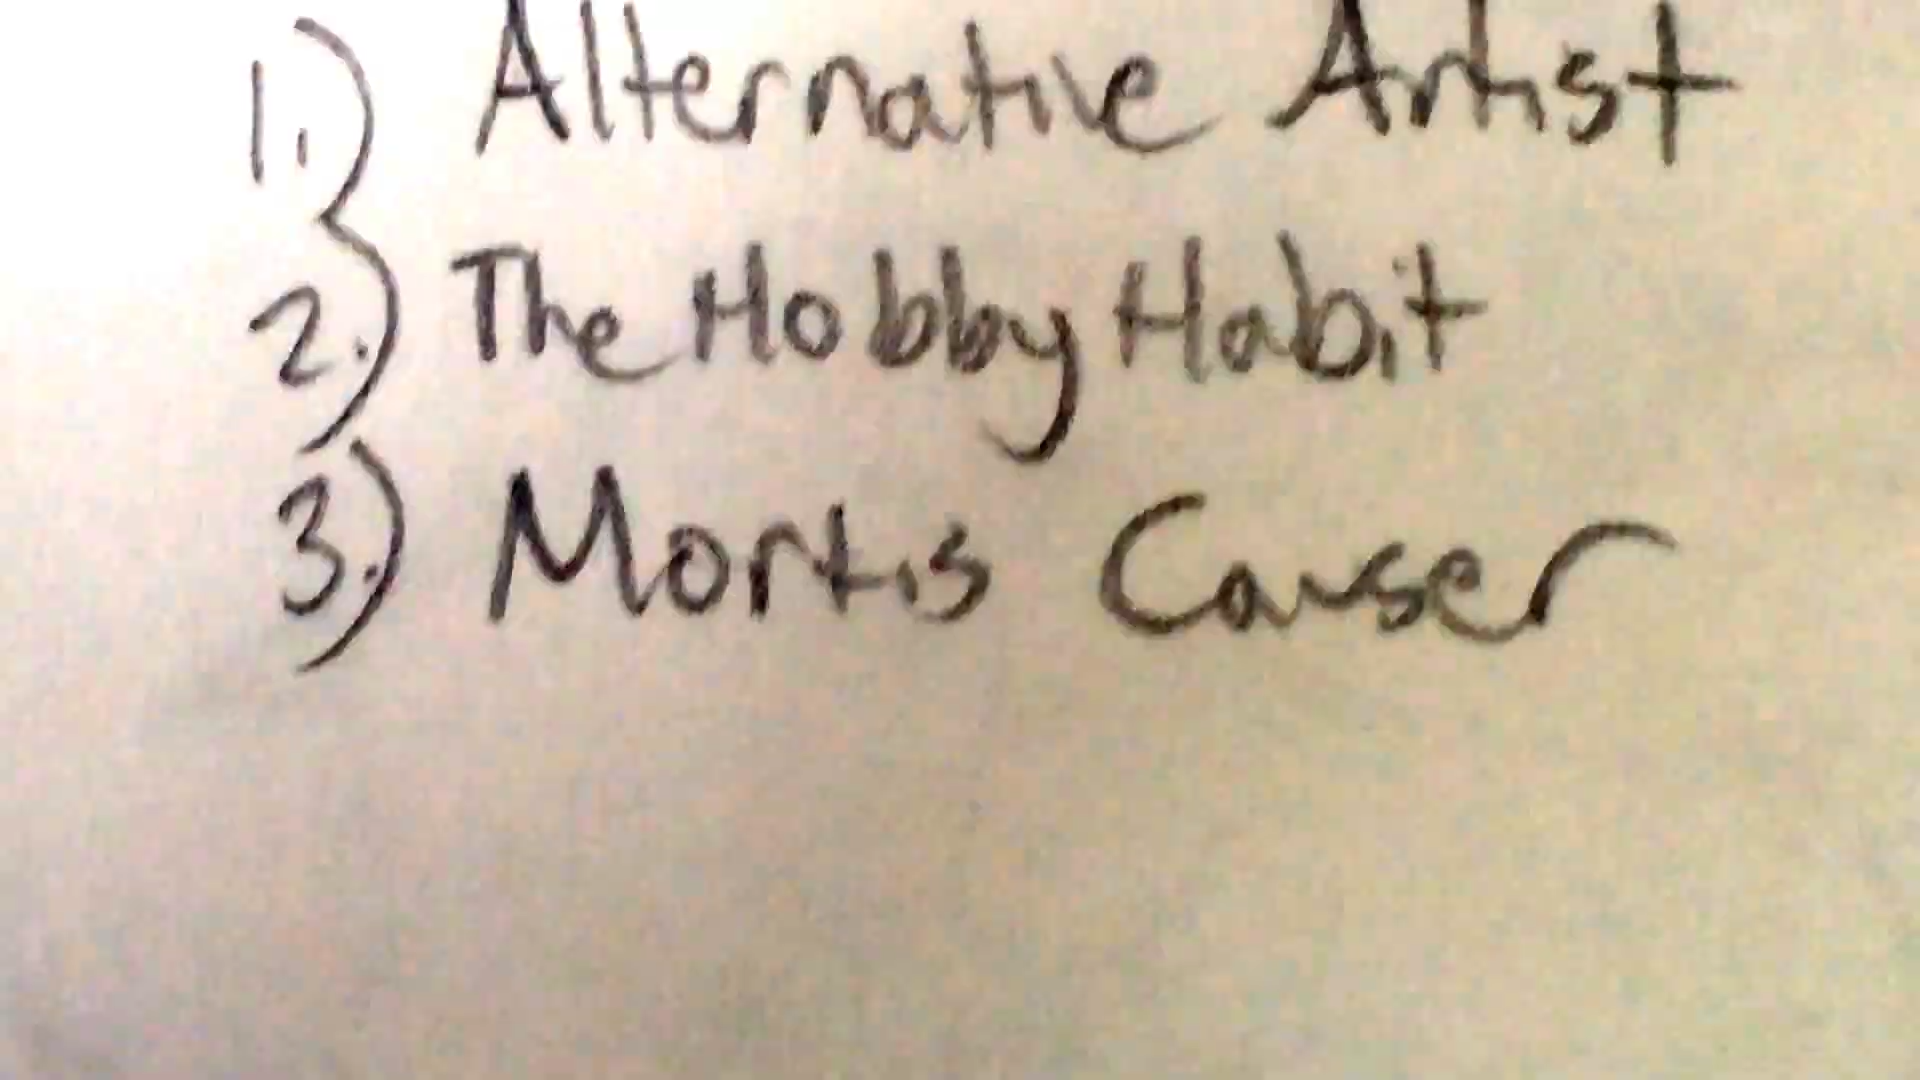 1.) Alternative Artist
2.) The Hobby Habit
3.) Mortis Causer